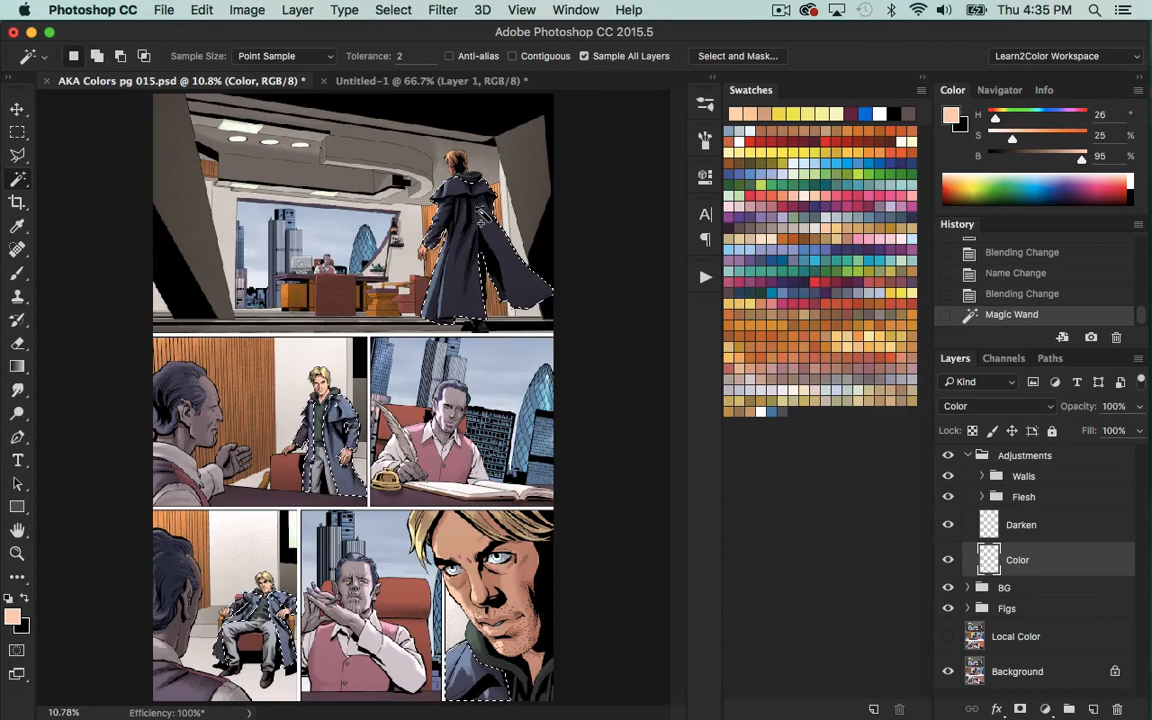 Photoshop CC File Edit Image Layer Type Select Filter 3D View Window Help Thu 4:35 PM
Adobe Photoshop CC 2015.5
Sample Size: Point Sample Tolerance: 2 Anti-alias Contiguous Sample All Layers Select and Mask... Learn2Color Workspace
AKA Colors pg 015.psd @ 10.8% (Color, RGB/8) * Untitled-1 @ 66.7% (Layer 1, RGB/8) *
Swatches
Color Navigator Info
H 26 °
S 25 %
B 95 %
History
Blending Change
Name Change
Blending Change
Magic Wand
Layers Channels Paths
Kind
Color Opacity: 100%
Lock: Fill: 100%
Adjustments
Walls
Flesh
Darken
Color
BG
Figs
Local Color
Background
10.78% Efficiency: 100%*